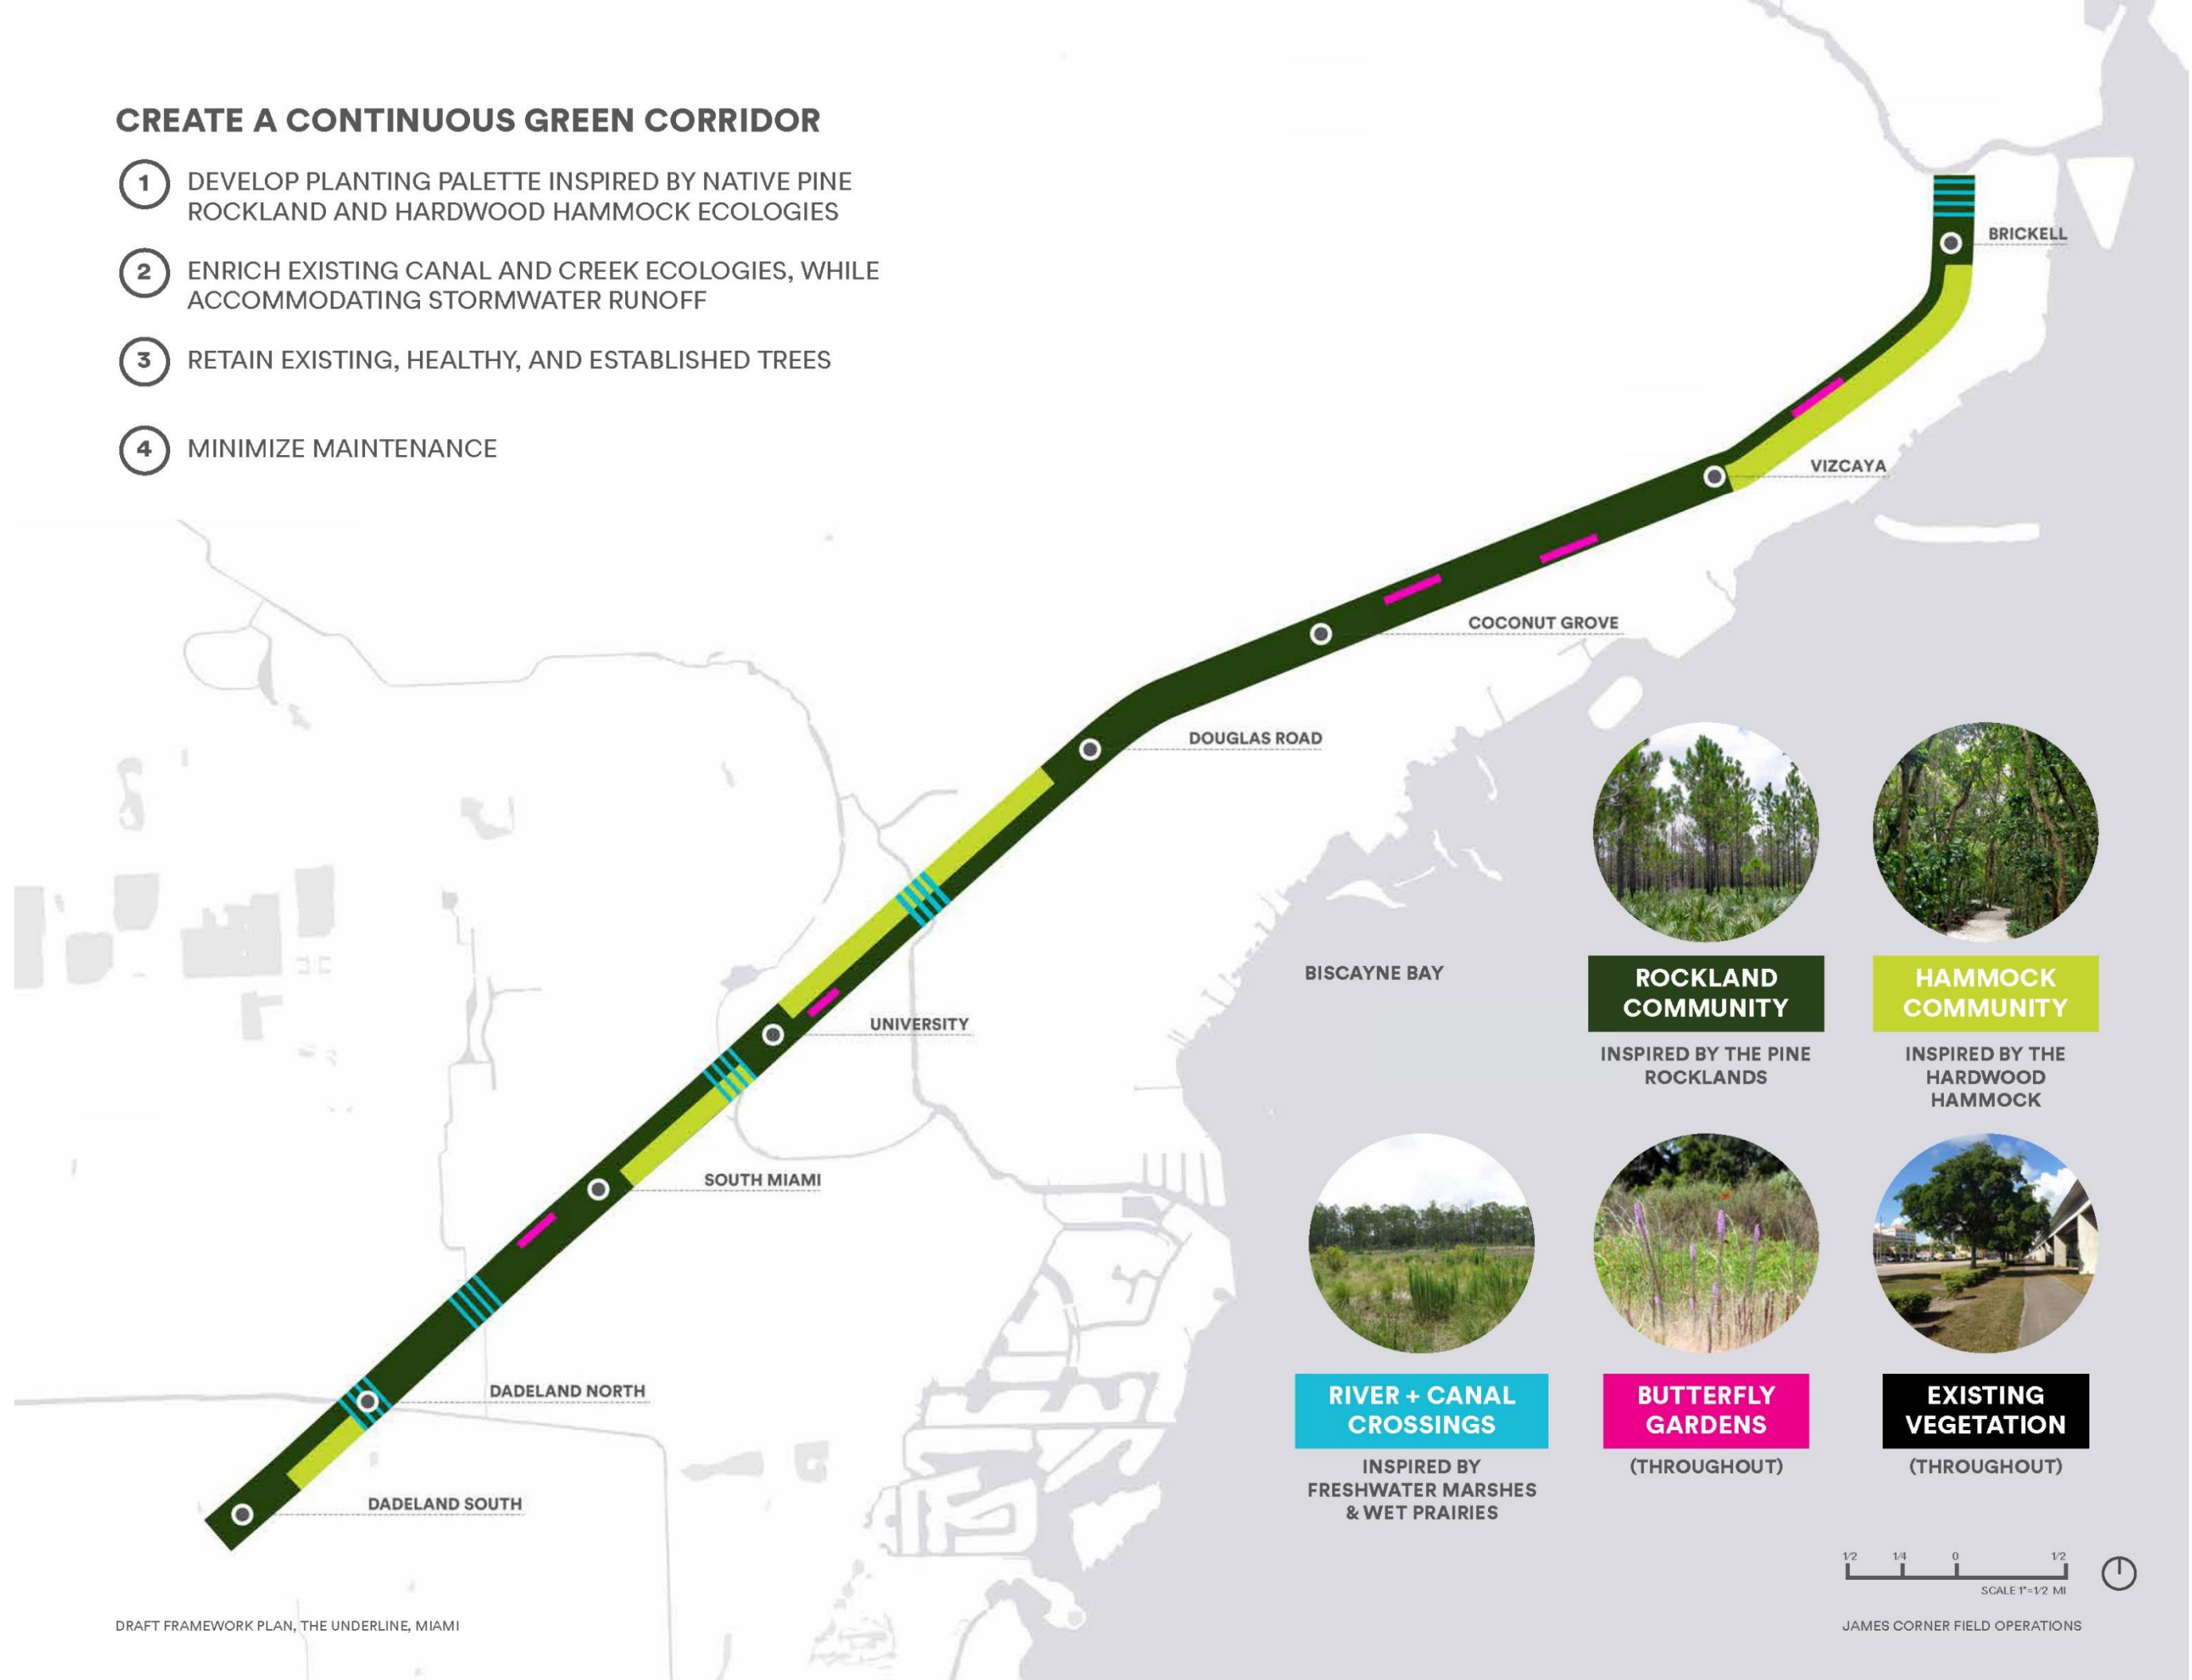 CREATE A CONTINUOUS GREEN CORRIDOR
1
DEVELOP PLANTING PALETTE INSPIRED BY NATIVE PINE
ROCKLAND AND HARDWOOD HAMMOCK ECOLOGIES
2
ENRICH EXISTING CANAL AND CREEK ECOLOGIES, WHILE
ACCOMMODATING STORMWATER RUNOFF
3
RETAIN EXISTING, HEALTHY, AND ESTABLISHED TREES
4
MINIMIZE MAINTENANCE
BRICKELL
VIZCAYA
COCONUT GROVE
DOUGLAS ROAD
UNIVERSITY
SOUTH MIAMI
DADELAND NORTH
DADELAND SOUTH
BISCAYNE BAY
ROCKLAND
COMMUNITY
INSPIRED BY THE PINE
ROCKLANDS
HAMMOCK
COMMUNITY
INSPIRED BY THE
HARDWOOD
HAMMOCK
RIVER + CANAL
CROSSINGS
INSPIRED BY
FRESHWATER MARSHES
& WET PRAIRIES
BUTTERFLY
GARDENS
(THROUGHOUT)
EXISTING
VEGETATION
(THROUGHOUT)
1/2 1/4 0 1/2
SCALE 1"=1/2 MI
DRAFT FRAMEWORK PLAN, THE UNDERLINE, MIAMI
JAMES CORNER FIELD OPERATIONS